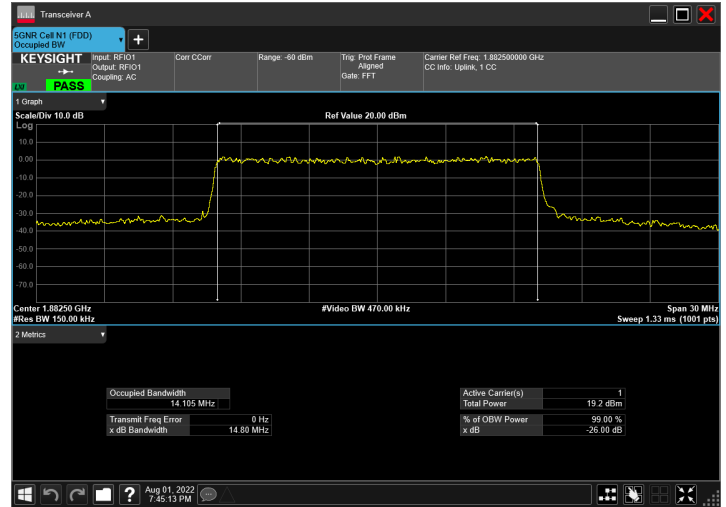 Transceiver A
5GNR Cell N1 (FDD)
Occupied BW
KEYSIGHT
LXI
PASS
Input: RFIO1
Output: RFIO1
Coupling: AC
Corr CCorr
Range: -60 dBm
Trig: Prot Frame
Aligned
Gate: FFT
Carrier Ref Freq: 1.882500000 GHz
CC Info: Uplink, 1 CC
1 Graph
Scale/Div 10.0 dB
Ref Value 20.00 dBm
Log
10.0
0.00
-10.0
-20.0
-30.0
-40.0
-50.0
-60.0
-70.0
Center 1.88250 GHz
#Video BW 470.00 kHz
Span 30 MHz
#Res BW 150.00 kHz
Sweep 1.33 ms (1001 pts)
2 Metrics
Occupied Bandwidth
14.105 MHz
Active Carrier(s) 1
Total Power 19.2 dBm
Transmit Freq Error 0 Hz
x dB Bandwidth 14.80 MHz
% of OBW Power 99.00 %
x dB -26.00 dB
Aug 01, 2022
7:45:13 PM